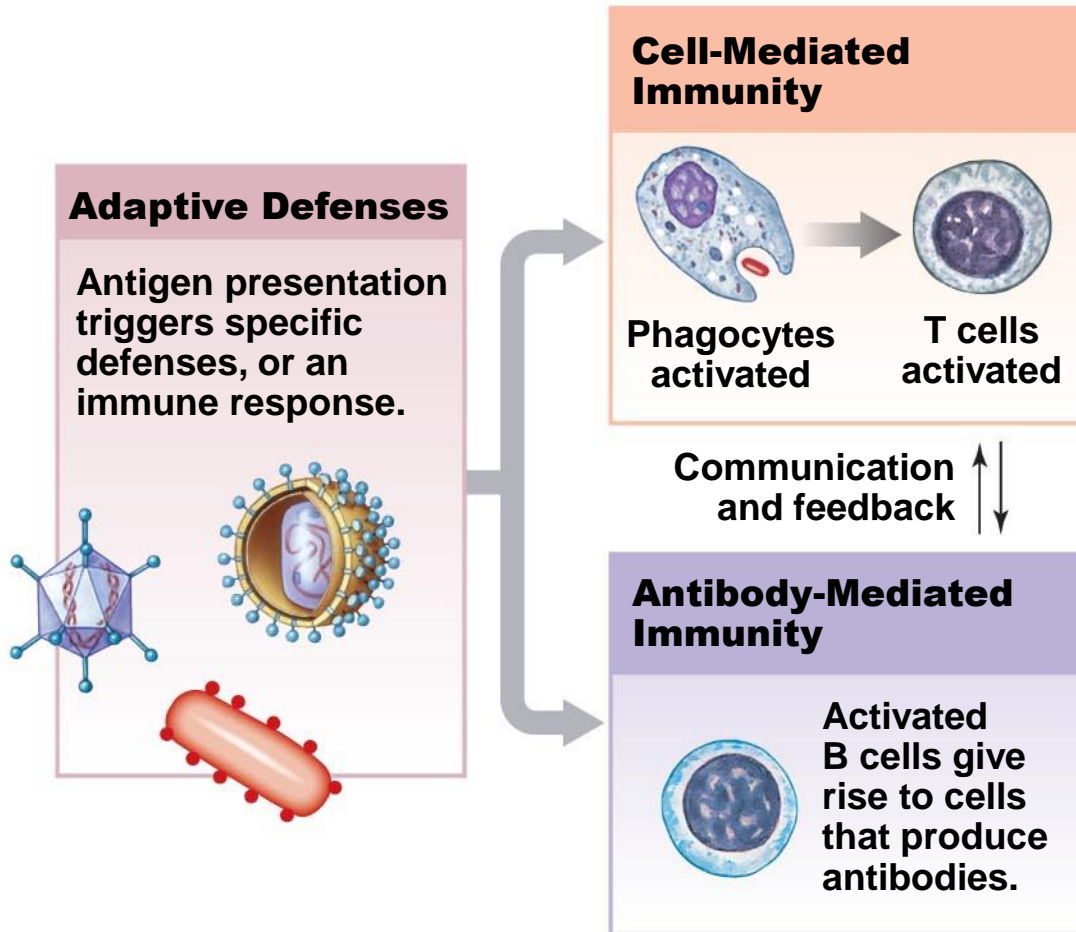 Adaptive Defenses
Antigen presentation
triggers specific
defenses, or an
immune response.
Cell-Mediated
Immunity
Phagocytes
activated
T cells
activated
Communication
and feedback
Antibody-Mediated
Immunity
Activated
B cells give
rise to cells
that produce
antibodies.